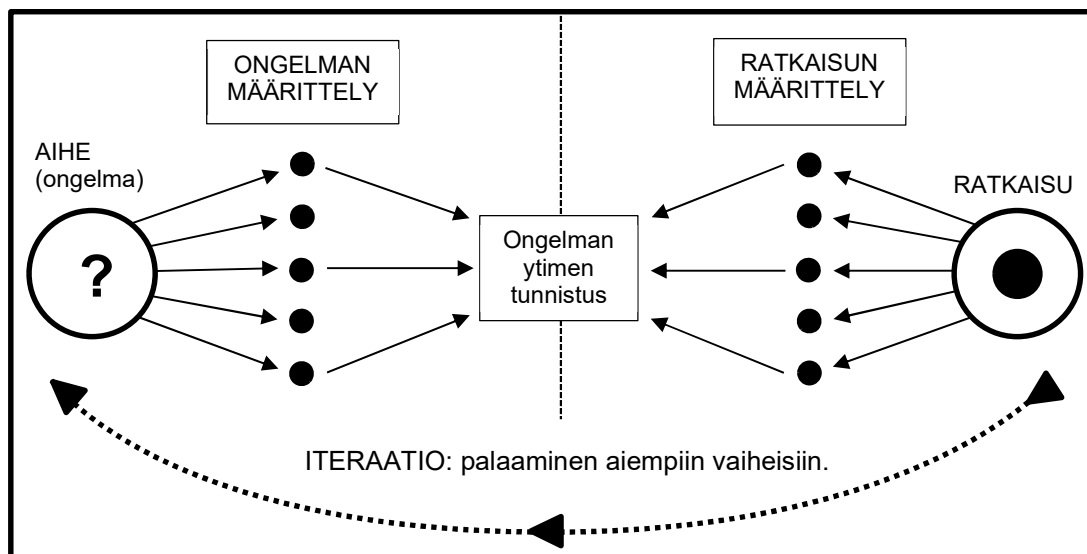 ONGELMAN
MÄÄRITTELY
RATKAISUN
MÄÄRITTELY
AIHE
(ongelma)
?
Ongelman
ytimen
tunnistus
RATKAISU
ITERAATIO: palaaminen aiempiin vaiheisiin.